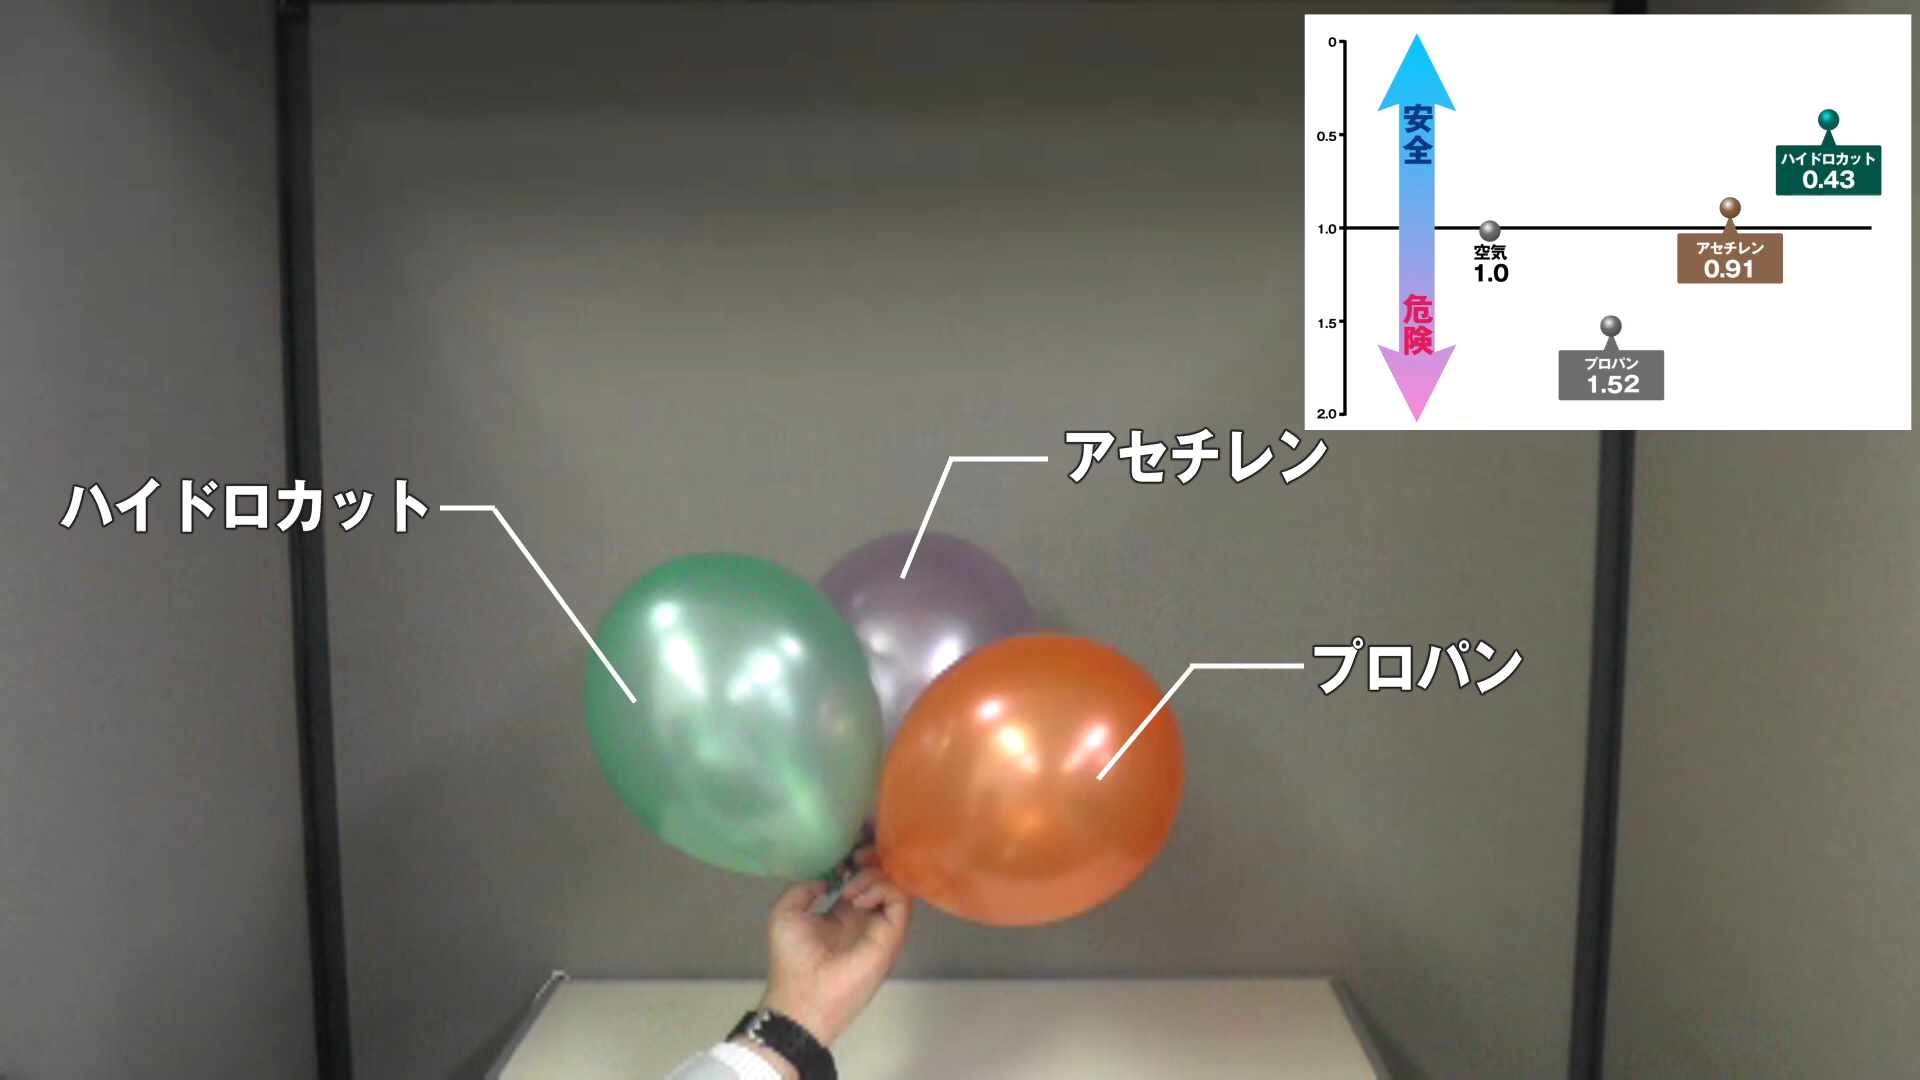 0
0.5
1.0
1.5
2.0
安全
危険
空気
1.0
プロパン
1.52
アセチレン
0.91
ハイドロカット
0.43
アセチレン
ハイドロカット
プロパン